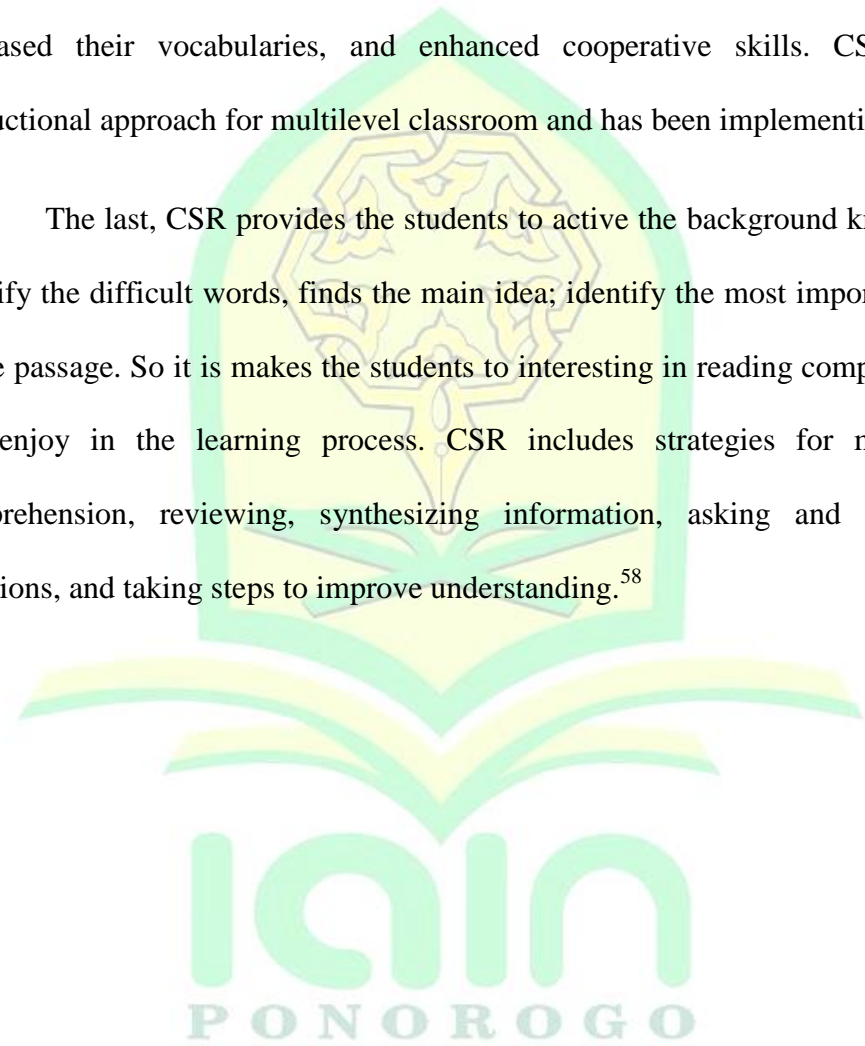 ased their vocabularies, and enhanced cooperative skills. CS
uctional approach for multilevel classroom and has been implementi
The last, CSR provides the students to active the background k
ify the difficult words, finds the main idea; identify the most impor
e passage. So it is makes the students to interesting in reading comp
enjoy in the learning process. CSR includes strategies for
prehension, reviewing, synthesizing information, asking and
ions, and taking steps to improve understanding.58
IAIN
PONOROGO